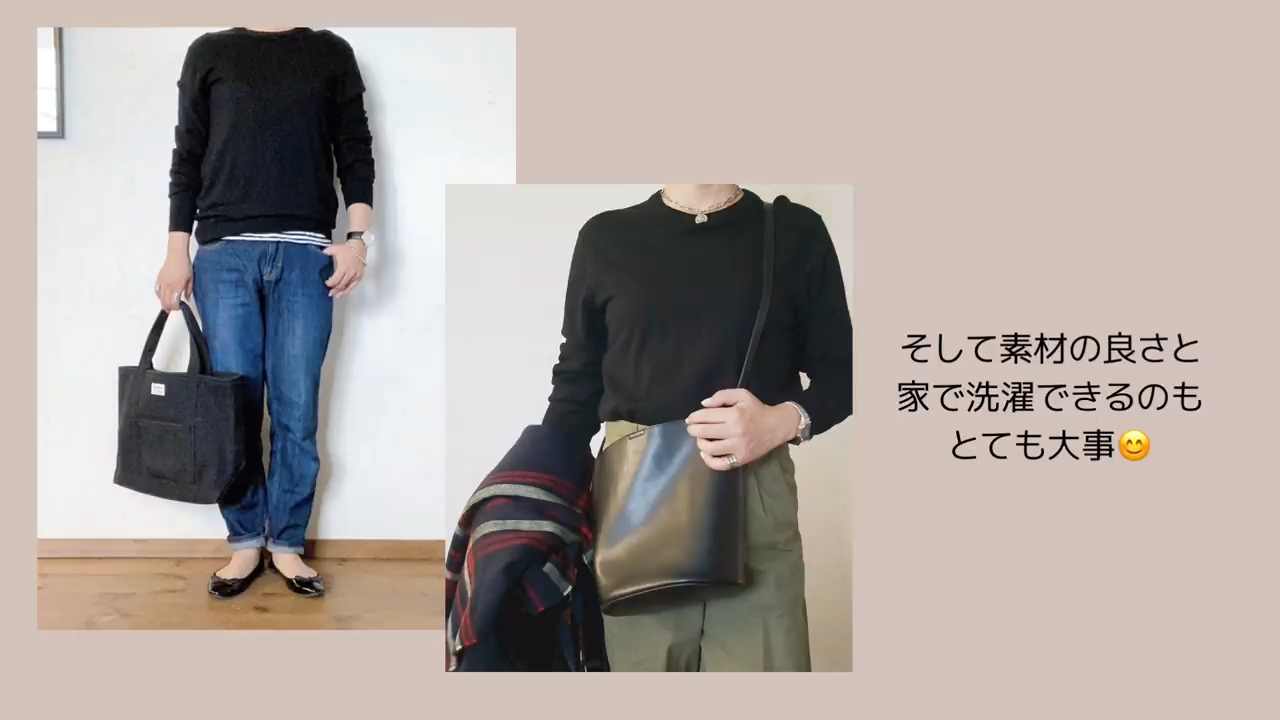 そして素材の良さと
家で洗濯できるのも
とても大事😊